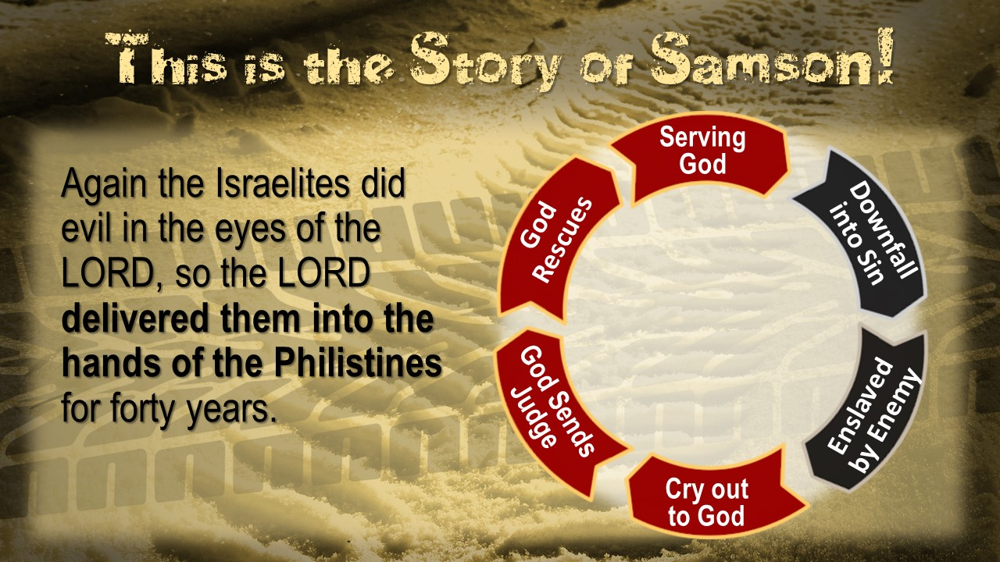 This is the Story of Samson!
Again the Israelites did
evil in the eyes of the
LORD, so the LORD
delivered them into the
hands of the Philistines
for forty years.
Serving
God
Downfall
into Sin
Enslaved
by Enemy
Cry out
to God
God Sends
Judge
God
Rescues